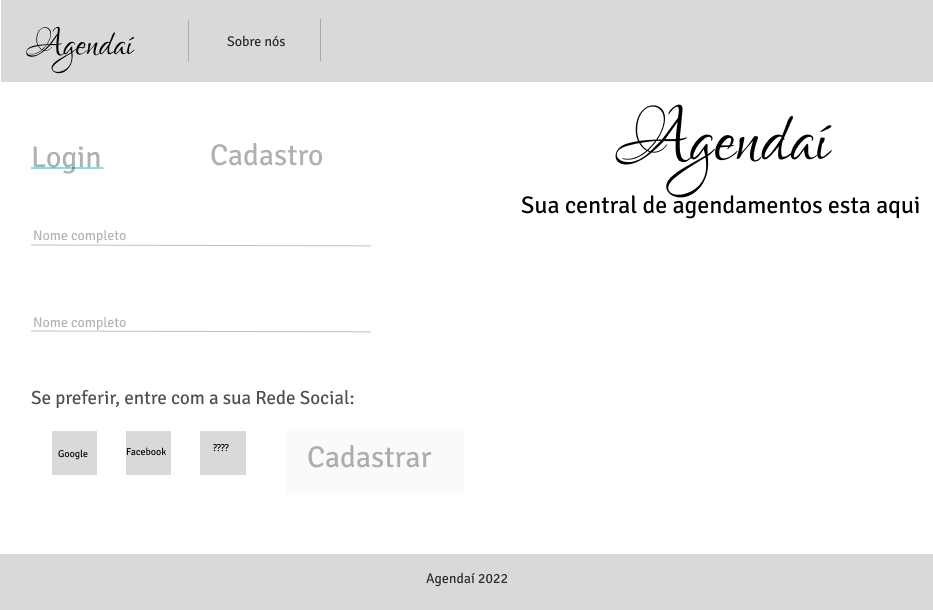 Agendaí
Sobre nós
Agendaí
Sua central de agendamentos esta aqui
Login
Cadastro
Nome completo
Nome completo
Se preferir, entre com a sua Rede Social:
Google
Facebook
????
Cadastrar
Agendaí 2022